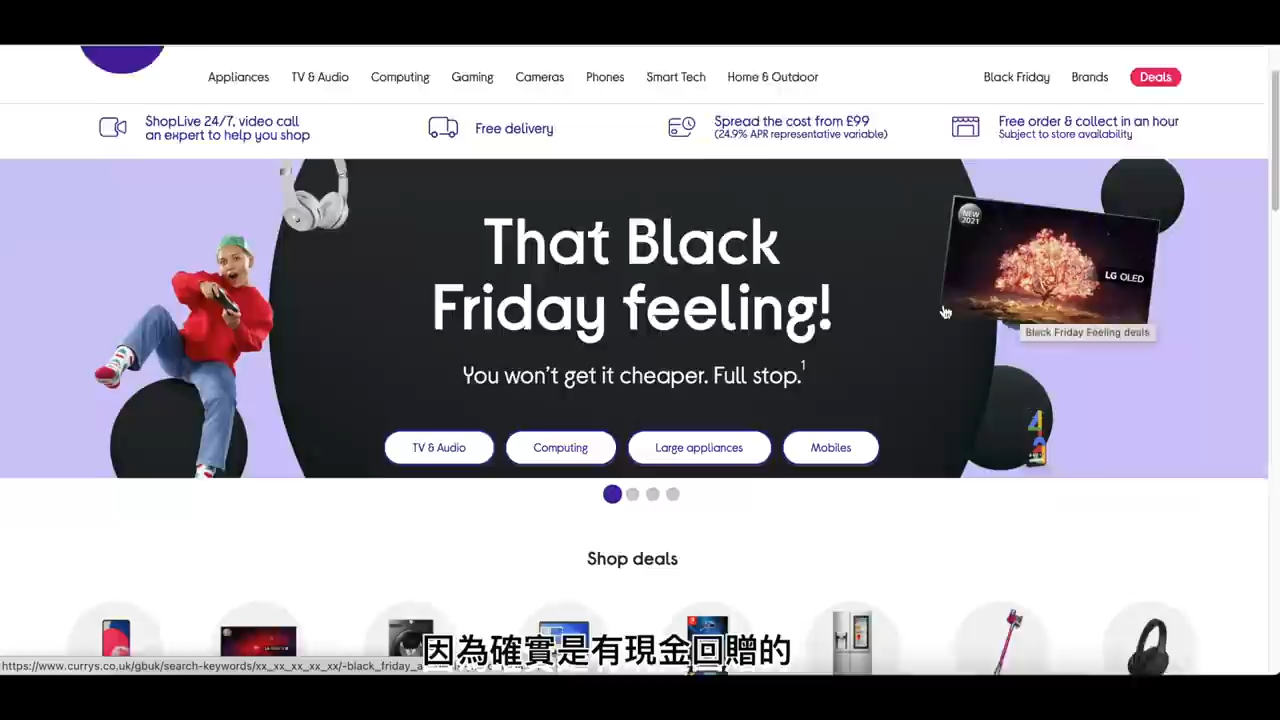 Appliances TV & Audio Computing Gaming Cameras Phones Smart Tech Home & Outdoor Black Friday Brands Deals
ShopLive 24/7, video call
an expert to help you shop
Free delivery
Spread the cost from £99
(24.9% APR representative variable)
Free order & collect in an hour
Subject to store availability
That Black
Friday feeling!
You won't get it cheaper. Full stop.1
NEW
2021
LG OLED
Black Friday Feeling deals
TV & Audio Computing Large appliances Mobiles
Shop deals
因為確實是有現金回贈的
https://www.currys.co.uk/gbuk/search-keywords/xx_xx_xx_xx_xx/-black_friday_a